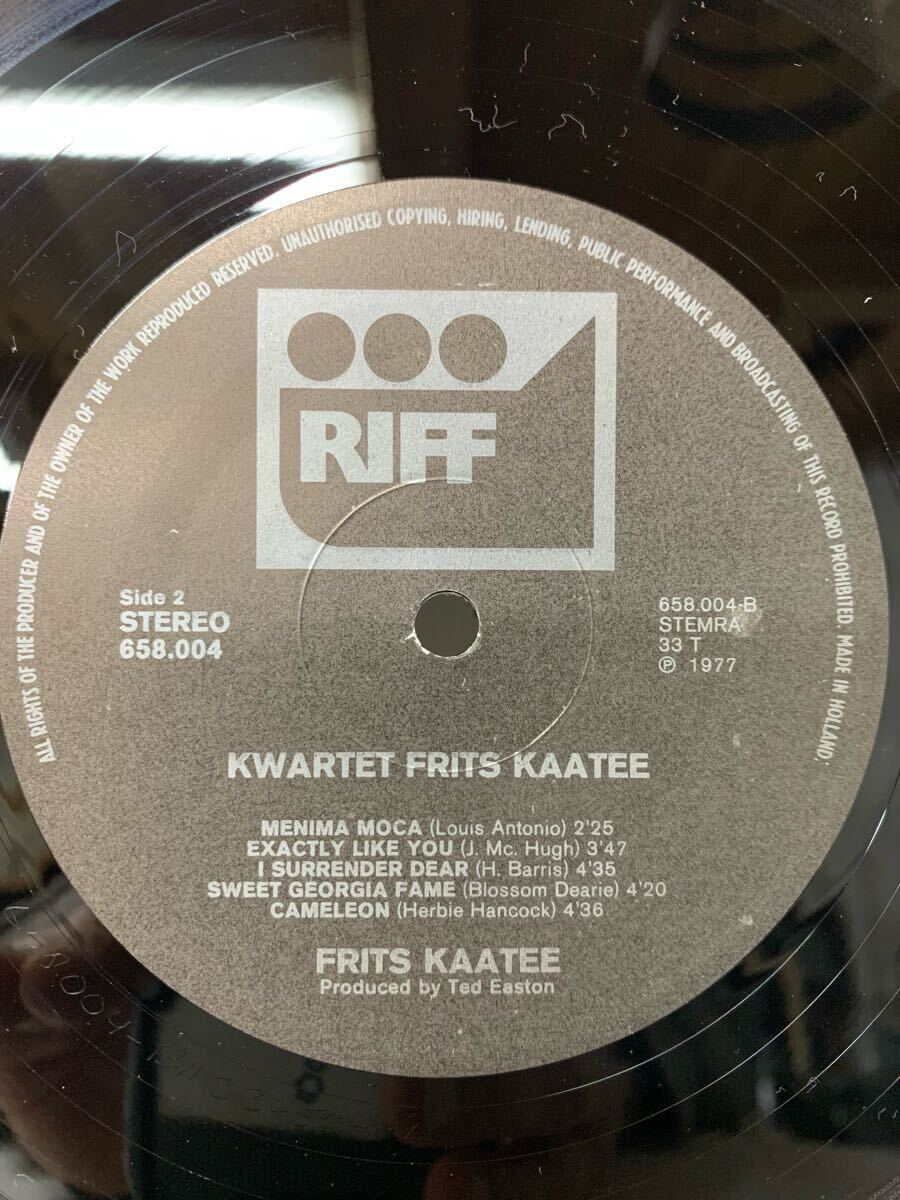 ALL RIGHTS OF THE PRODUCER AND OF THE OWNER OF THE WORK REPRODUCED RESERVED. UNAUTHORISED COPYING, HIRING, LENDING, PUBLIC PERFORMANCE AND BROADCASTING OF THIS RECORD PROHIBITED. MADE IN HOLLAND.
RIFF
Side 2
STEREO
658.004
658.004-B
STEMRA
33 T
℗ 1977
KWARTET FRITS KAATEE
MENIMA MOCA (Louis Antonio) 2'25
EXACTLY LIKE YOU (J. Mc. Hugh) 3'47
I SURRENDER DEAR (H. Barris) 4'35
SWEET GEORGIA FAME (Blossom Dearie) 4'20
CAMELEON (Herbie Hancock) 4'36
FRITS KAATEE
Produced by Ted Easton